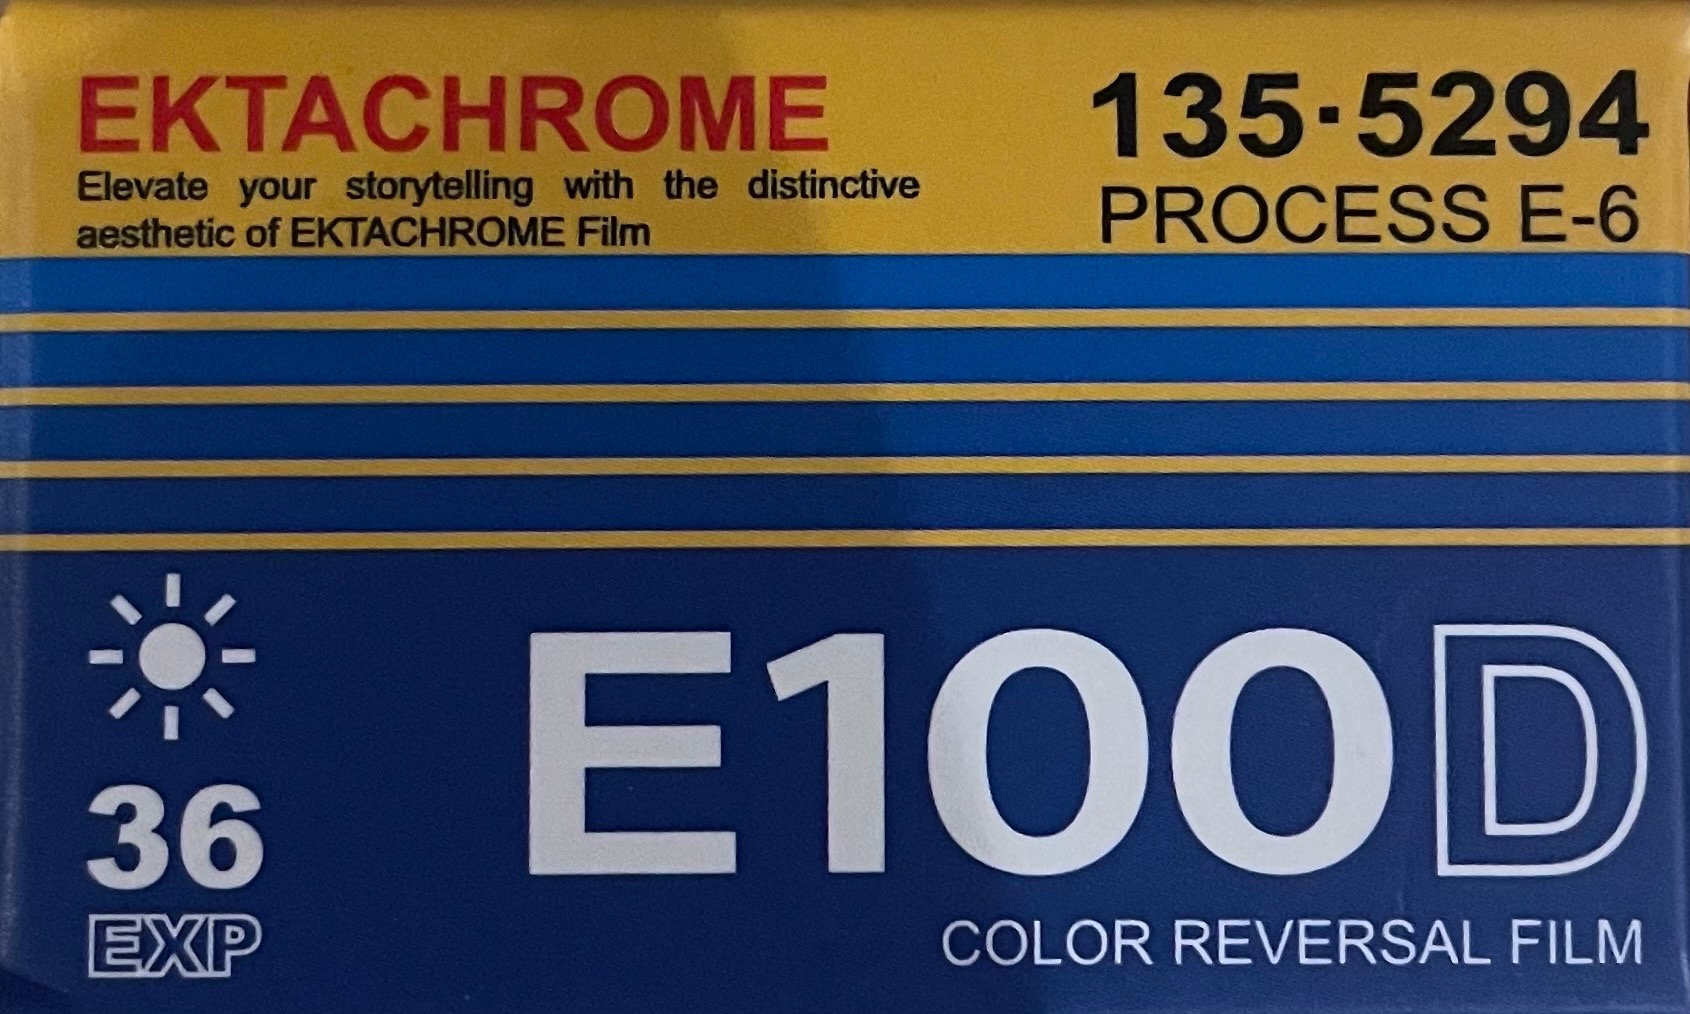 EKTACHROME
Elevate your storytelling with the distinctive
aesthetic of EKTACHROME Film
135·5294
PROCESS E-6
36
EXP
E100D
COLOR REVERSAL FILM